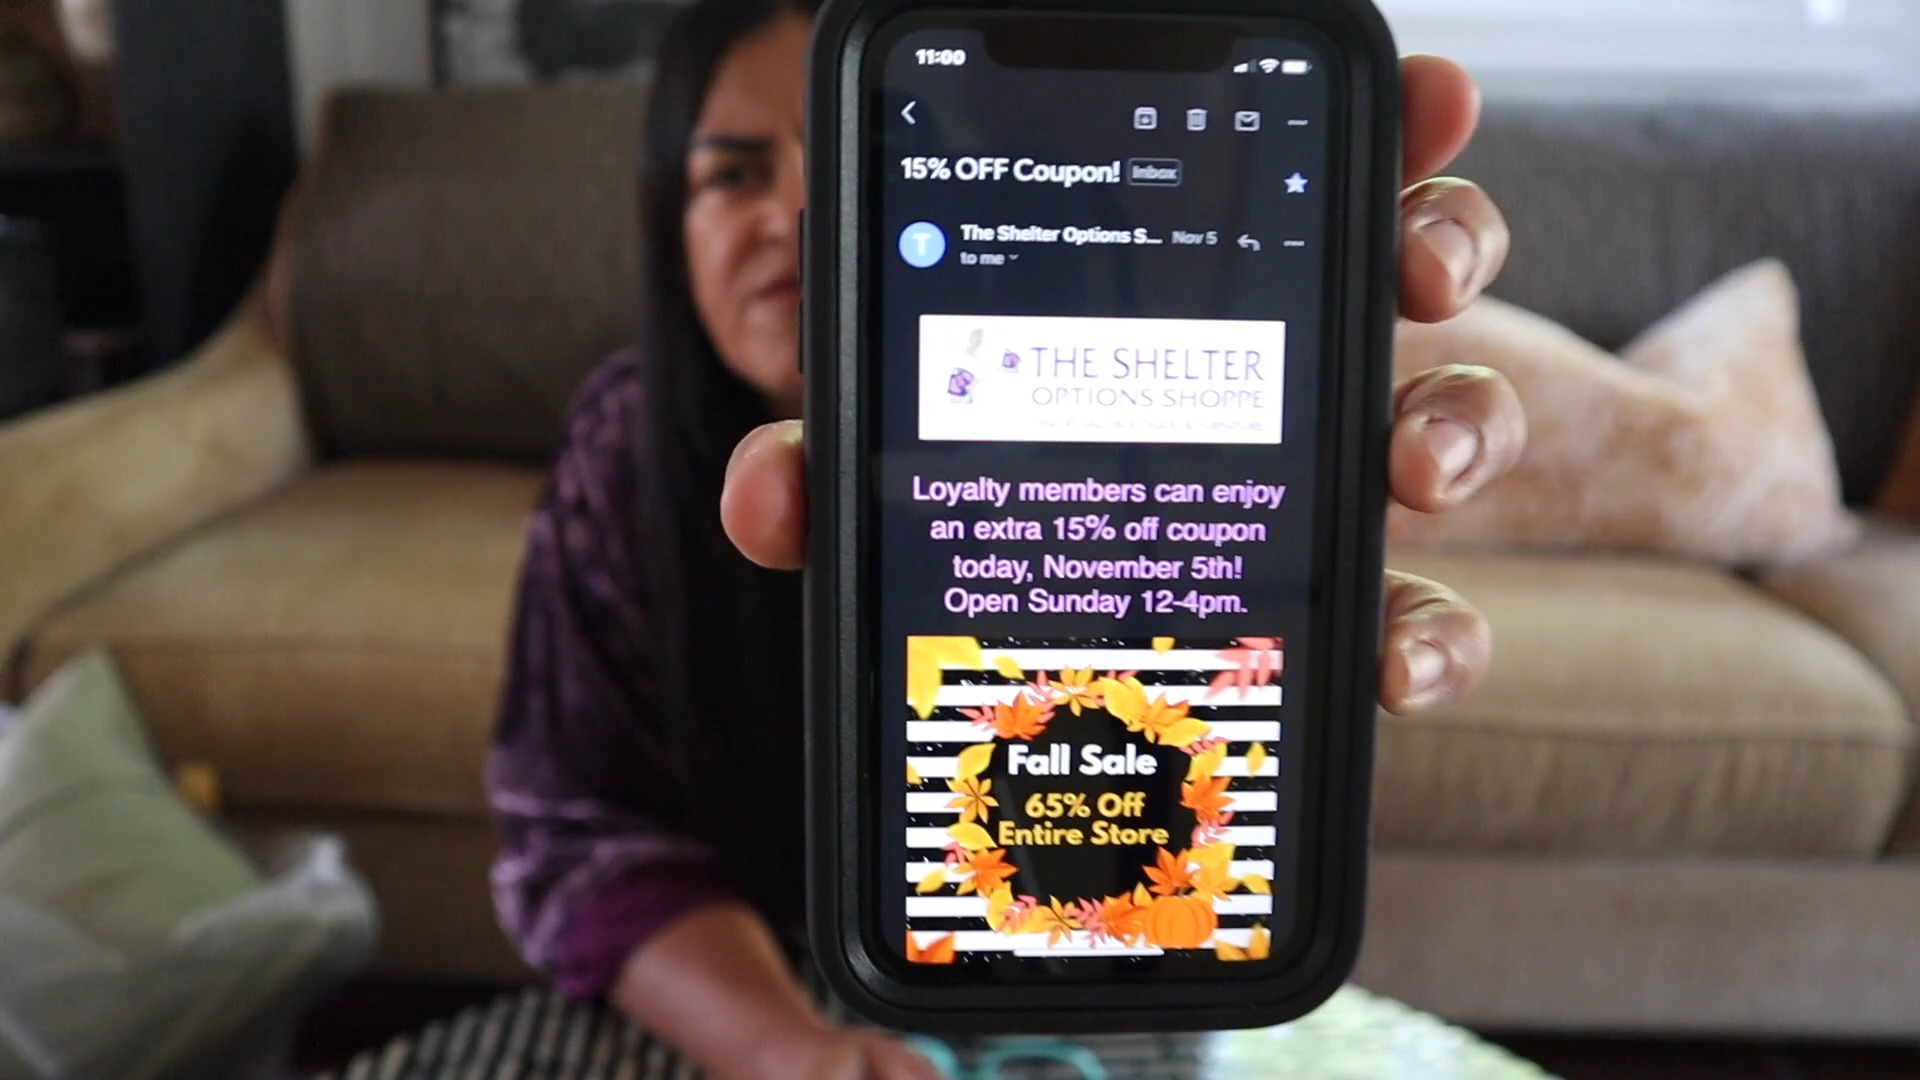 11:00
15% OFF Coupon! Inbox
T
The Shelter Options S... Nov 5
to me
THE SHELTER
OPTIONS SHOPPE
Loyalty members can enjoy
an extra 15% off coupon
today, November 5th!
Open Sunday 12-4pm.
Fall Sale
65% Off
Entire Store